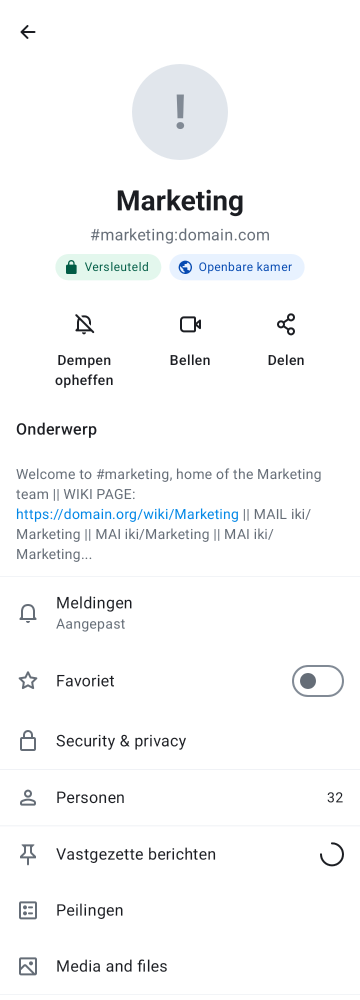 !
Marketing
#marketing:domain.com
Versleuteld
Openbare kamer
Dempen
opheffen
Bellen
Delen
Onderwerp
Welcome to #marketing, home of the Marketing
team || WIKI PAGE:
https://domain.org/wiki/Marketing || MAIL iki/
Marketing || MAI iki/Marketing || MAI iki/
Marketing...
Meldingen
Aangepast
Favoriet
Security & privacy
Personen
32
Vastgezette berichten
Peilingen
Media and files